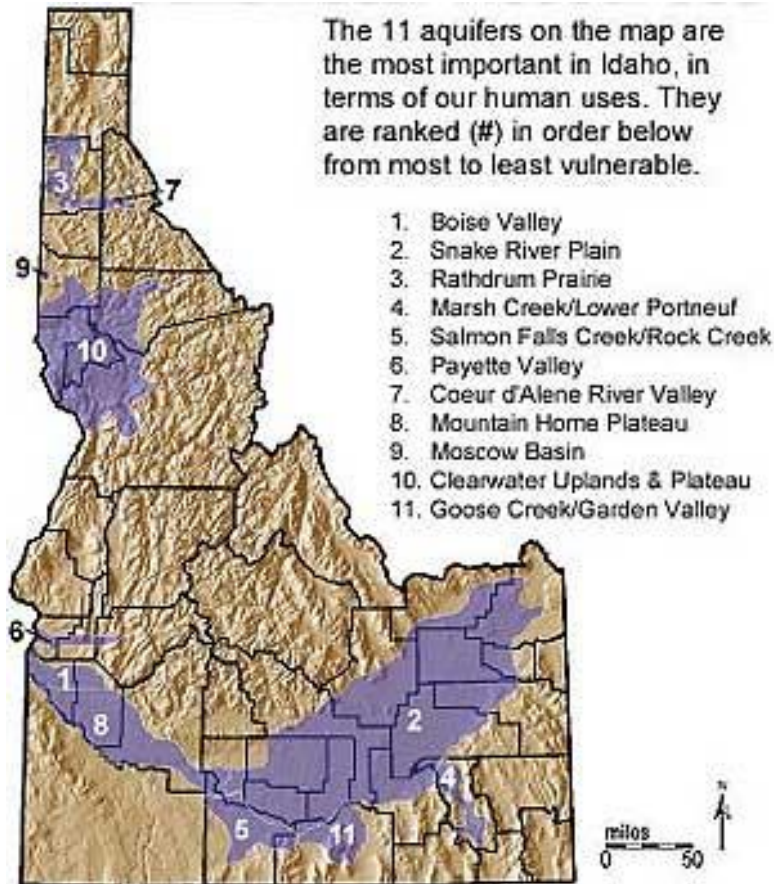 The 11 aquifers on the map are
the most important in Idaho, in
terms of our human uses. They
are ranked (#) in order below
from most to least vulnerable.
1. Boise Valley
2. Snake River Plain
3. Rathdrum Prairie
4. Marsh Creek/Lower Portneuf
5. Salmon Falls Creek/Rock Creek
6. Payette Valley
7. Coeur d'Alene River Valley
8. Mountain Home Plateau
9. Moscow Basin
10. Clearwater Uplands & Plateau
11. Goose Creek/Garden Valley
3
7
9
10
6
1
8
2
4
5
11
N
miles
0 50